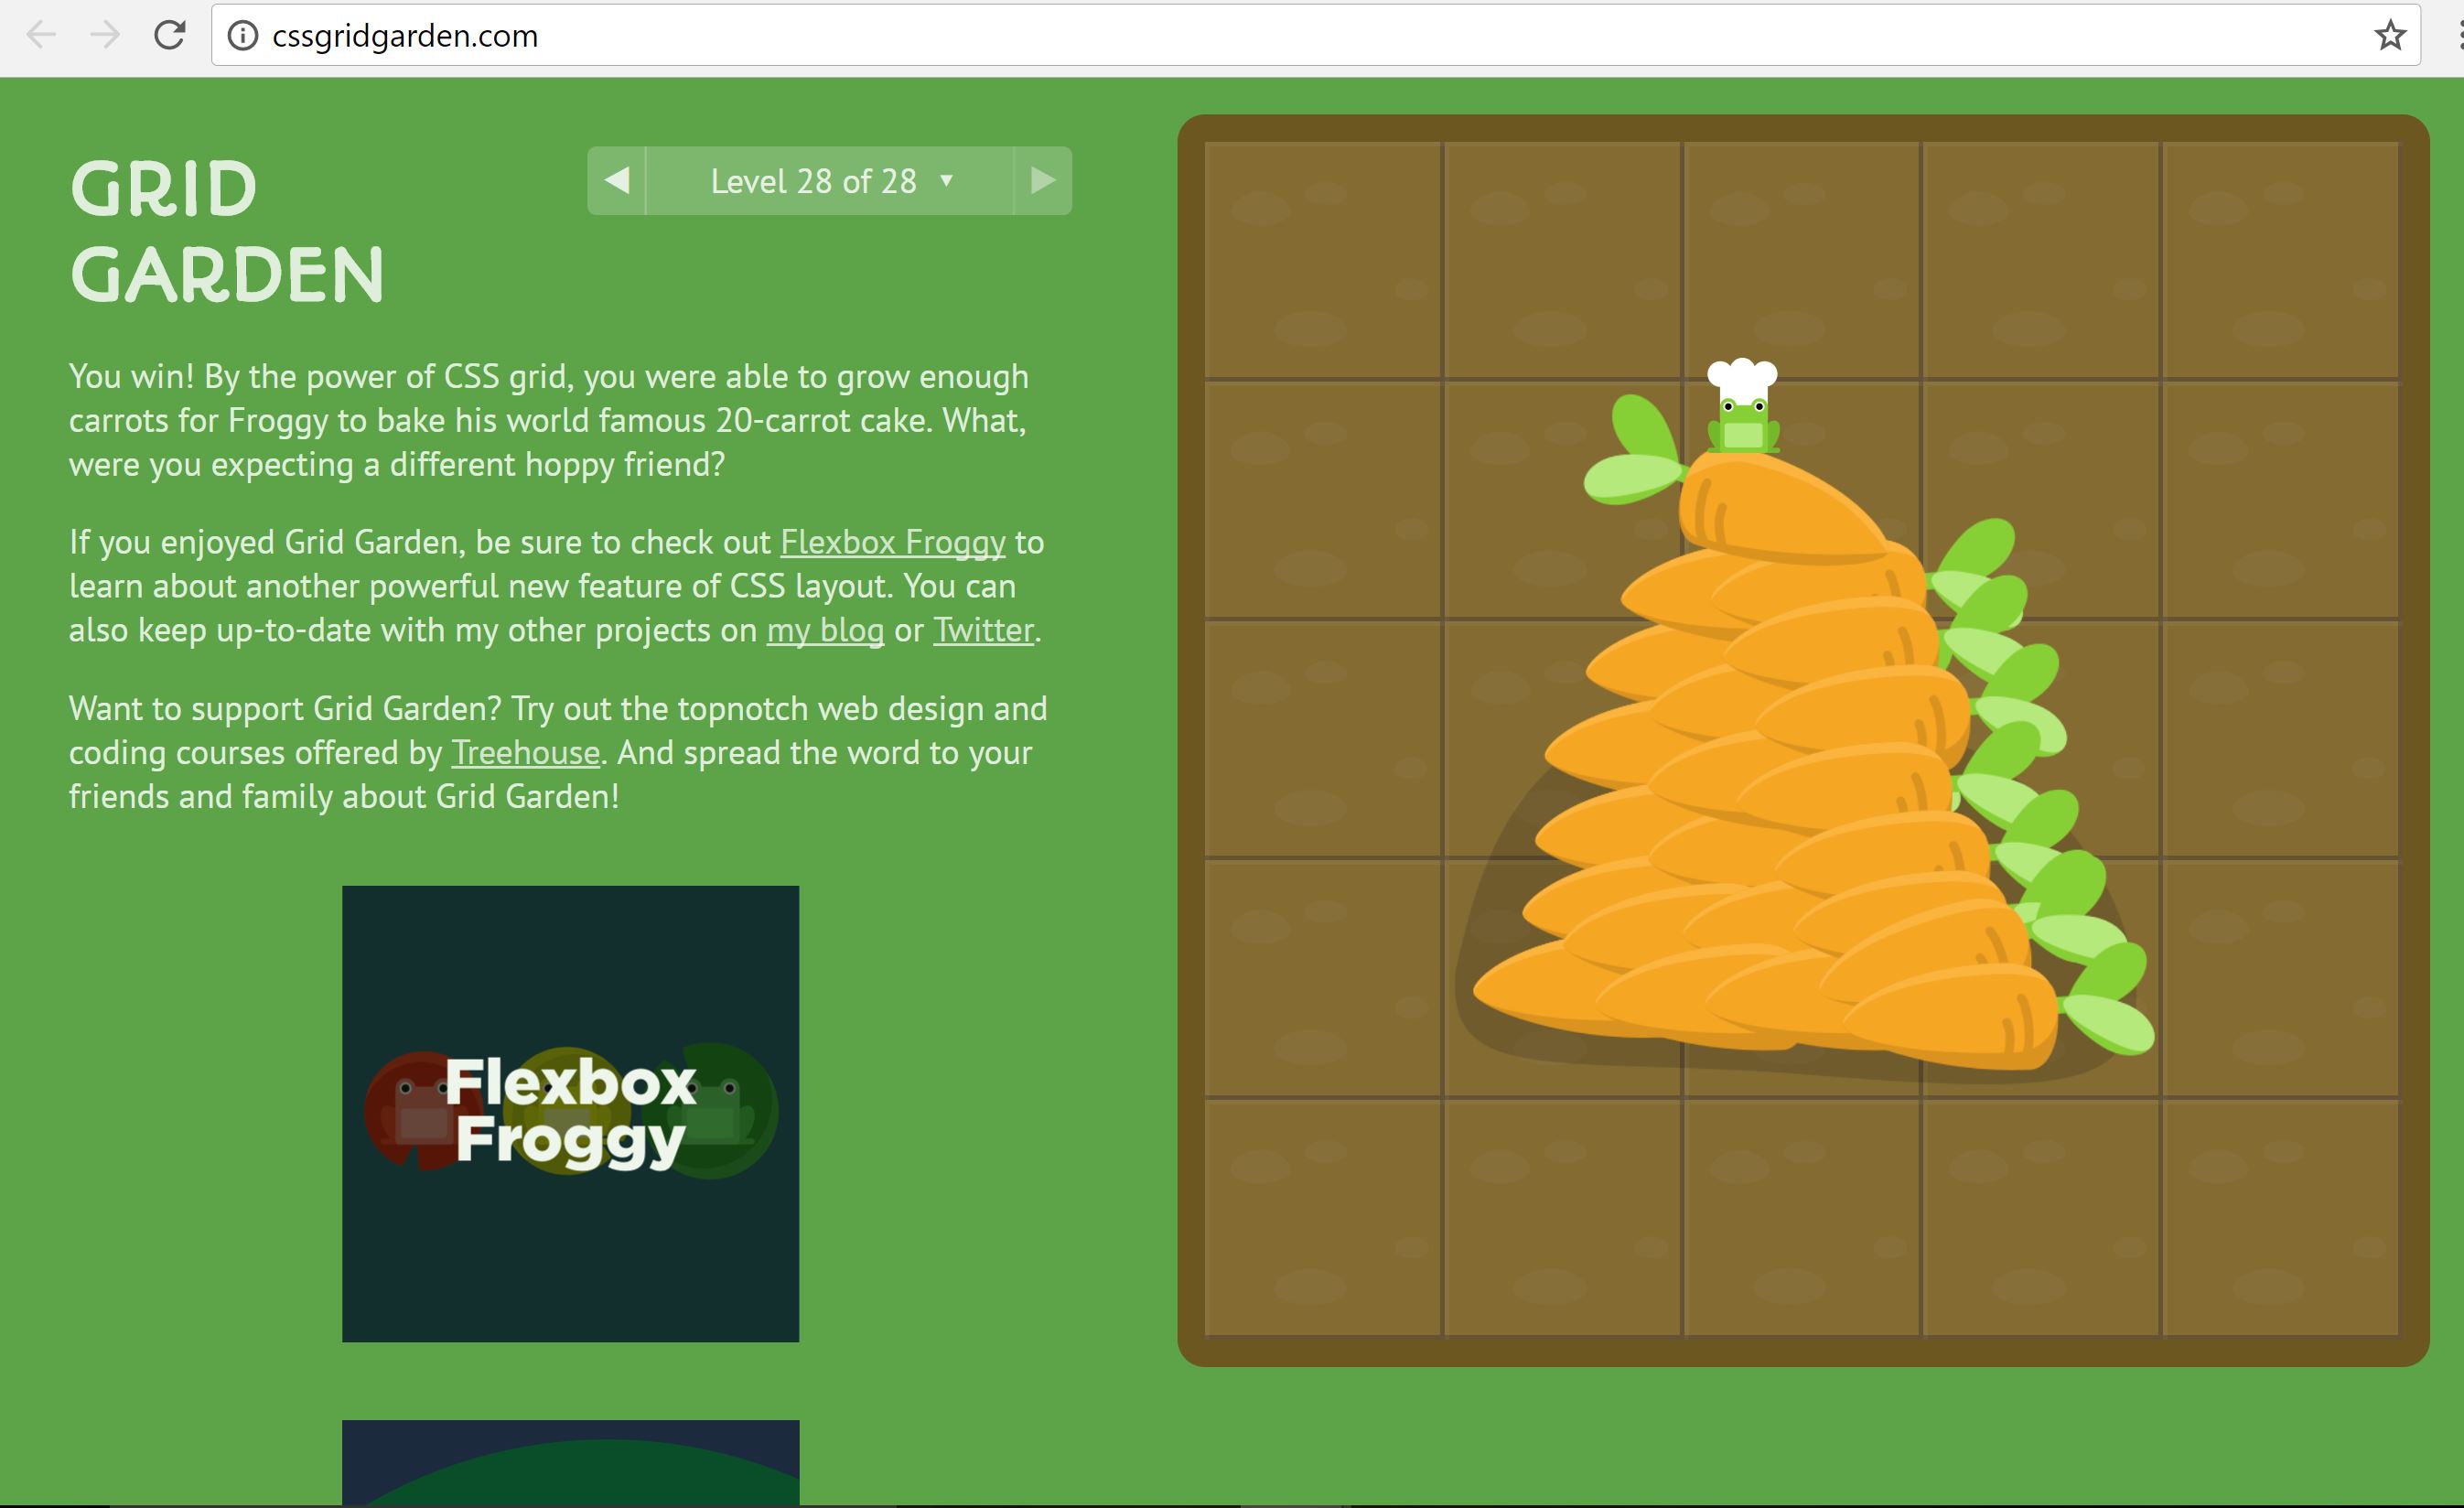 cssgridgarden.com
GRID
GARDEN
Level 28 of 28
You win! By the power of CSS grid, you were able to grow enough
carrots for Froggy to bake his world famous 20-carrot cake. What,
were you expecting a different hoppy friend?
If you enjoyed Grid Garden, be sure to check out Flexbox Froggy to
learn about another powerful new feature of CSS layout. You can
also keep up-to-date with my other projects on my blog or Twitter.
Want to support Grid Garden? Try out the topnotch web design and
coding courses offered by Treehouse. And spread the word to your
friends and family about Grid Garden!
Flexbox
Froggy